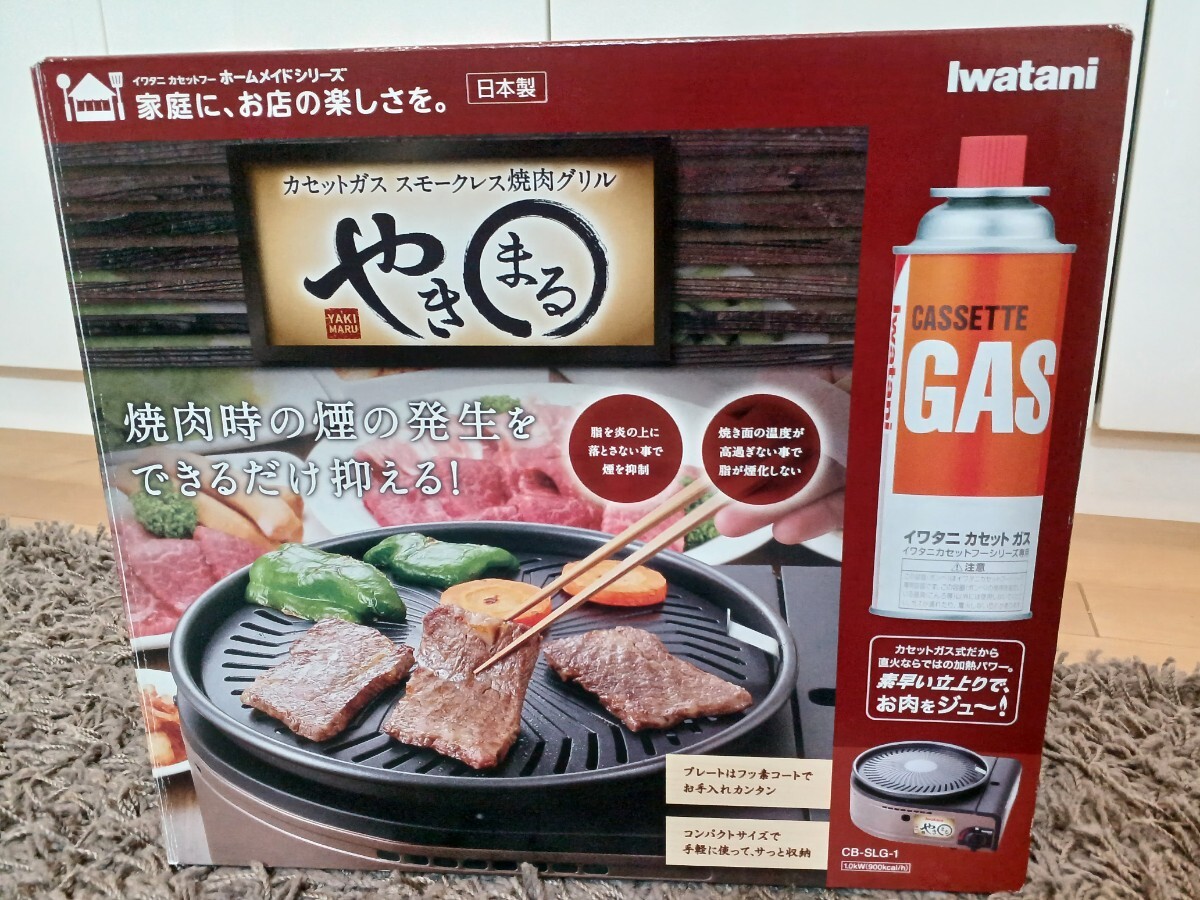 イワタニ カセットフー ホームメイドシリーズ
家庭に、お店の楽しさを。
日本製
Iwatani
カセットガス スモークレス焼肉グリル
やきまる
YAKI
MARU
焼肉時の煙の発生を
できるだけ抑える!
脂を炎の上に
落とさない事で
煙を抑制
焼き面の温度が
高過ぎない事で
脂が煙化しない
Iwatani
CASSETTE
GAS
イワタニ カセットガス
イワタニカセットフーシリーズ専用
⚠注意
カセットガス式だから
直火ならではの加熱パワー。
素早い立上りで、
お肉をジュ〜!
プレートはフッ素コートで
お手入れカンタン
コンパクトサイズで
手軽に使って、サっと収納
Iwatani
やきまる
CB-SLG-1
1.0kW(900kcal/h)